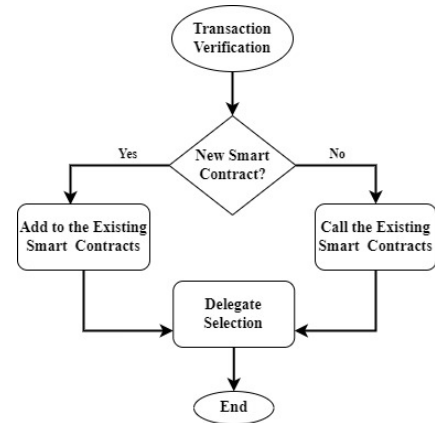 Transaction
Verification
Yes
New Smart
Contract?
No
Add to the Existing
Smart Contracts
Call the Existing
Smart Contracts
Delegate
Selection
End